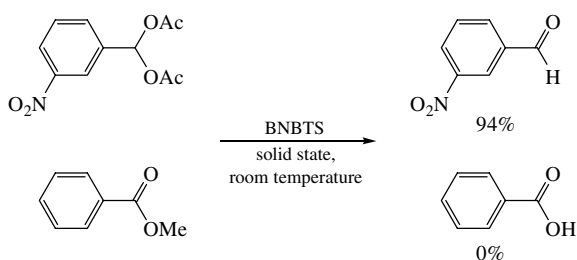 OAc
OAc
O₂N
BNBTS
solid state,
room temperature
O
H
O₂N
94%
O
OMe
O
OH
0%